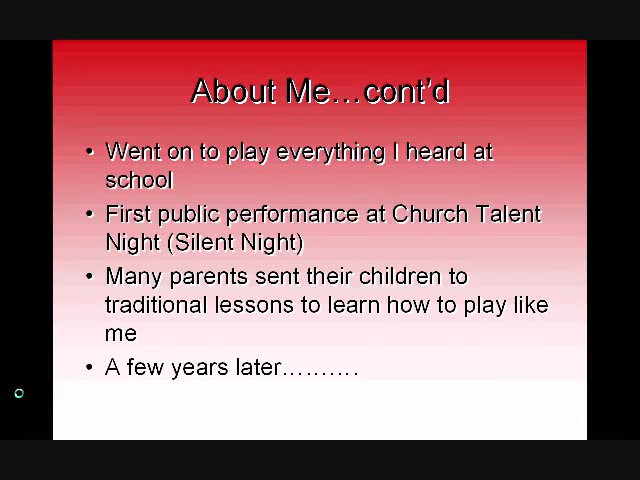 About Me...cont'd
• Went on to play everything I heard at
school
• First public performance at Church Talent
Night (Silent Night)
• Many parents sent their children to
traditional lessons to learn how to play like
me
• A few years later..........